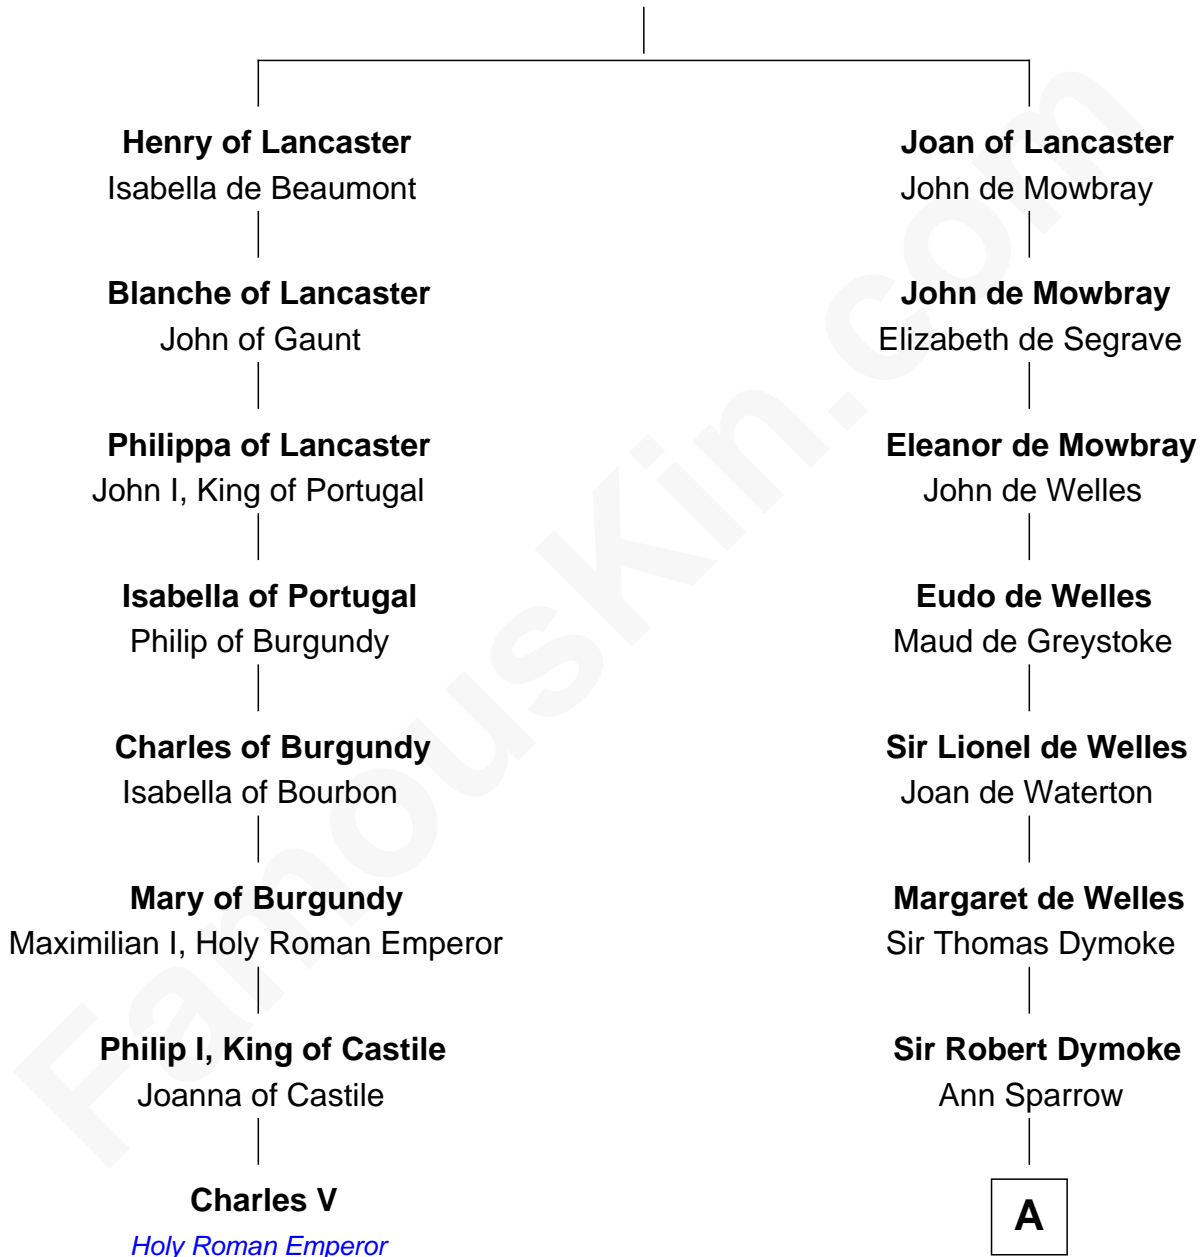 Henry of Lancaster
Isabella de Beaumont
Blanche of Lancaster
John of Gaunt
Philippa of Lancaster
John I, King of Portugal
Isabella of Portugal
Philip of Burgundy
Charles of Burgundy
Isabella of Bourbon
Mary of Burgundy
Maximilian I, Holy Roman Emperor
Philip I, King of Castile
Joanna of Castile
Charles V
Holy Roman Emperor
Joan of Lancaster
John de Mowbray
John de Mowbray
Elizabeth de Segrave
Eleanor de Mowbray
John de Welles
Eudo de Welles
Maud de Greystoke
Sir Lionel de Welles
Joan de Waterton
Margaret de Welles
Sir Thomas Dymoke
Sir Robert Dymoke
Ann Sparrow
A
FamousKin.com